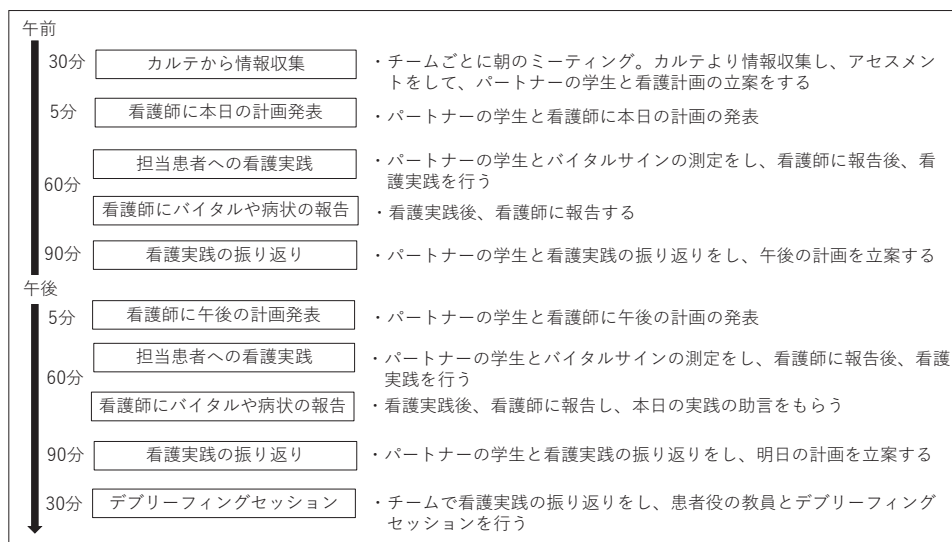 午前
30分 カルテから情報収集 ・チームごとに朝のミーティング。カルテより情報収集し、アセスメン
トをして、パートナーの学生と看護計画の立案をする
5分 看護師に本日の計画発表 ・パートナーの学生と看護師に本日の計画の発表
担当患者への看護実践 ・パートナーの学生とバイタルサインの測定をし、看護師に報告後、看
護実践を行う
60分
看護師にバイタルや病状の報告 ・看護実践後、看護師に報告する
90分 看護実践の振り返り ・パートナーの学生と看護実践の振り返りをし、午後の計画を立案する
午後
5分 看護師に午後の計画発表 ・パートナーの学生と看護師に午後の計画の発表
担当患者への看護実践 ・パートナーの学生とバイタルサインの測定をし、看護師に報告後、看護
実践を行う
60分
看護師にバイタルや病状の報告 ・看護実践後、看護師に報告し、本日の実践の助言をもらう
90分 看護実践の振り返り ・パートナーの学生と看護実践の振り返りをし、明日の計画を立案する
30分 デブリーフィングセッション ・チームで看護実践の振り返りをし、患者役の教員とデブリーフィング
セッションを行う